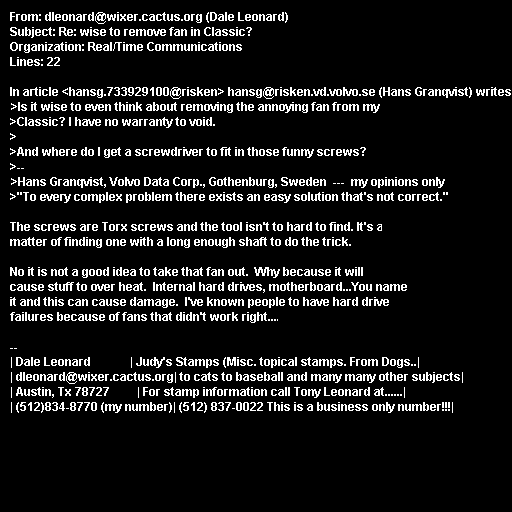 From: dleonard@wixer.cactus.org (Dale Leonard)
Subject: Re: wise to remove fan in Classic?
Organization: Real/Time Communications
Lines: 22

In article <hansg.733929100@risken> hansg@risken.vd.volvo.se (Hans Granqvist) writes
>Is it wise to even think about removing the annoying fan from my
>Classic? I have no warranty to void.
>
>And where do I get a screwdriver to fit in those funny screws?
>--
>Hans Granqvist, Volvo Data Corp., Gothenburg, Sweden  ---  my opinions only
>"To every complex problem there exists an easy solution that's not correct."

The screws are Torx screws and the tool isn't to hard to find. It's a
matter of finding one with a long enough shaft to do the trick.

No it is not a good idea to take that fan out.  Why because it will
cause stuff to over heat.  Internal hard drives, motherboard...You name
it and this can cause damage.  I've known people to have hard drive
failures because of fans that didn't work right....

--
| Dale Leonard            | Judy's Stamps (Misc. topical stamps. From Dogs..|
| dleonard@wixer.cactus.org| to cats to baseball and many many other subjects|
| Austin, Tx 78727        | For stamp information call Tony Leonard at......|
| (512)834-8770 (my number)| (512) 837-0022 This is a business only number!!!|